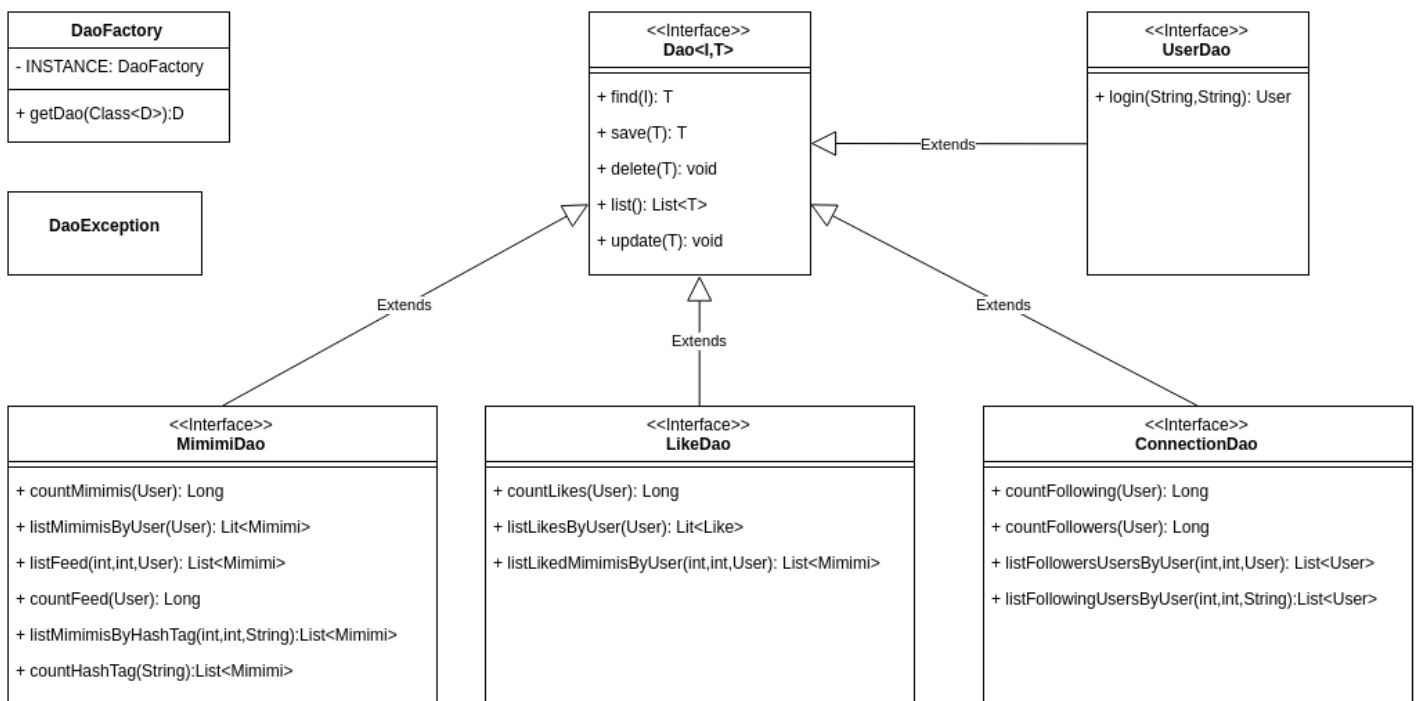 DaoFactory
- INSTANCE: DaoFactory
+ getDao(Class<D>):D
DaoException
<<Interface>>
Dao<I,T>
+ find(I): T
+ save(T): T
+ delete(T): void
+ list(): List<T>
+ update(T): void
<<Interface>>
UserDao
+ login(String,String): User
Extends
Extends
Extends
Extends
<<Interface>>
MimimiDao
+ countMimimis(User): Long
+ listMimimisByUser(User): Lit<Mimimi>
+ listFeed(int,int,User): List<Mimimi>
+ countFeed(User): Long
+ listMimimisByHashTag(int,int,String):List<Mimimi>
+ countHashTag(String):List<Mimimi>
<<Interface>>
LikeDao
+ countLikes(User): Long
+ listLikesByUser(User): Lit<Like>
+ listLikedMimimisByUser(int,int,User): List<Mimimi>
<<Interface>>
ConnectionDao
+ countFollowing(User): Long
+ countFollowers(User): Long
+ listFollowersUsersByUser(int,int,User): List<User>
+ listFollowingUsersByUser(int,int,String):List<User>